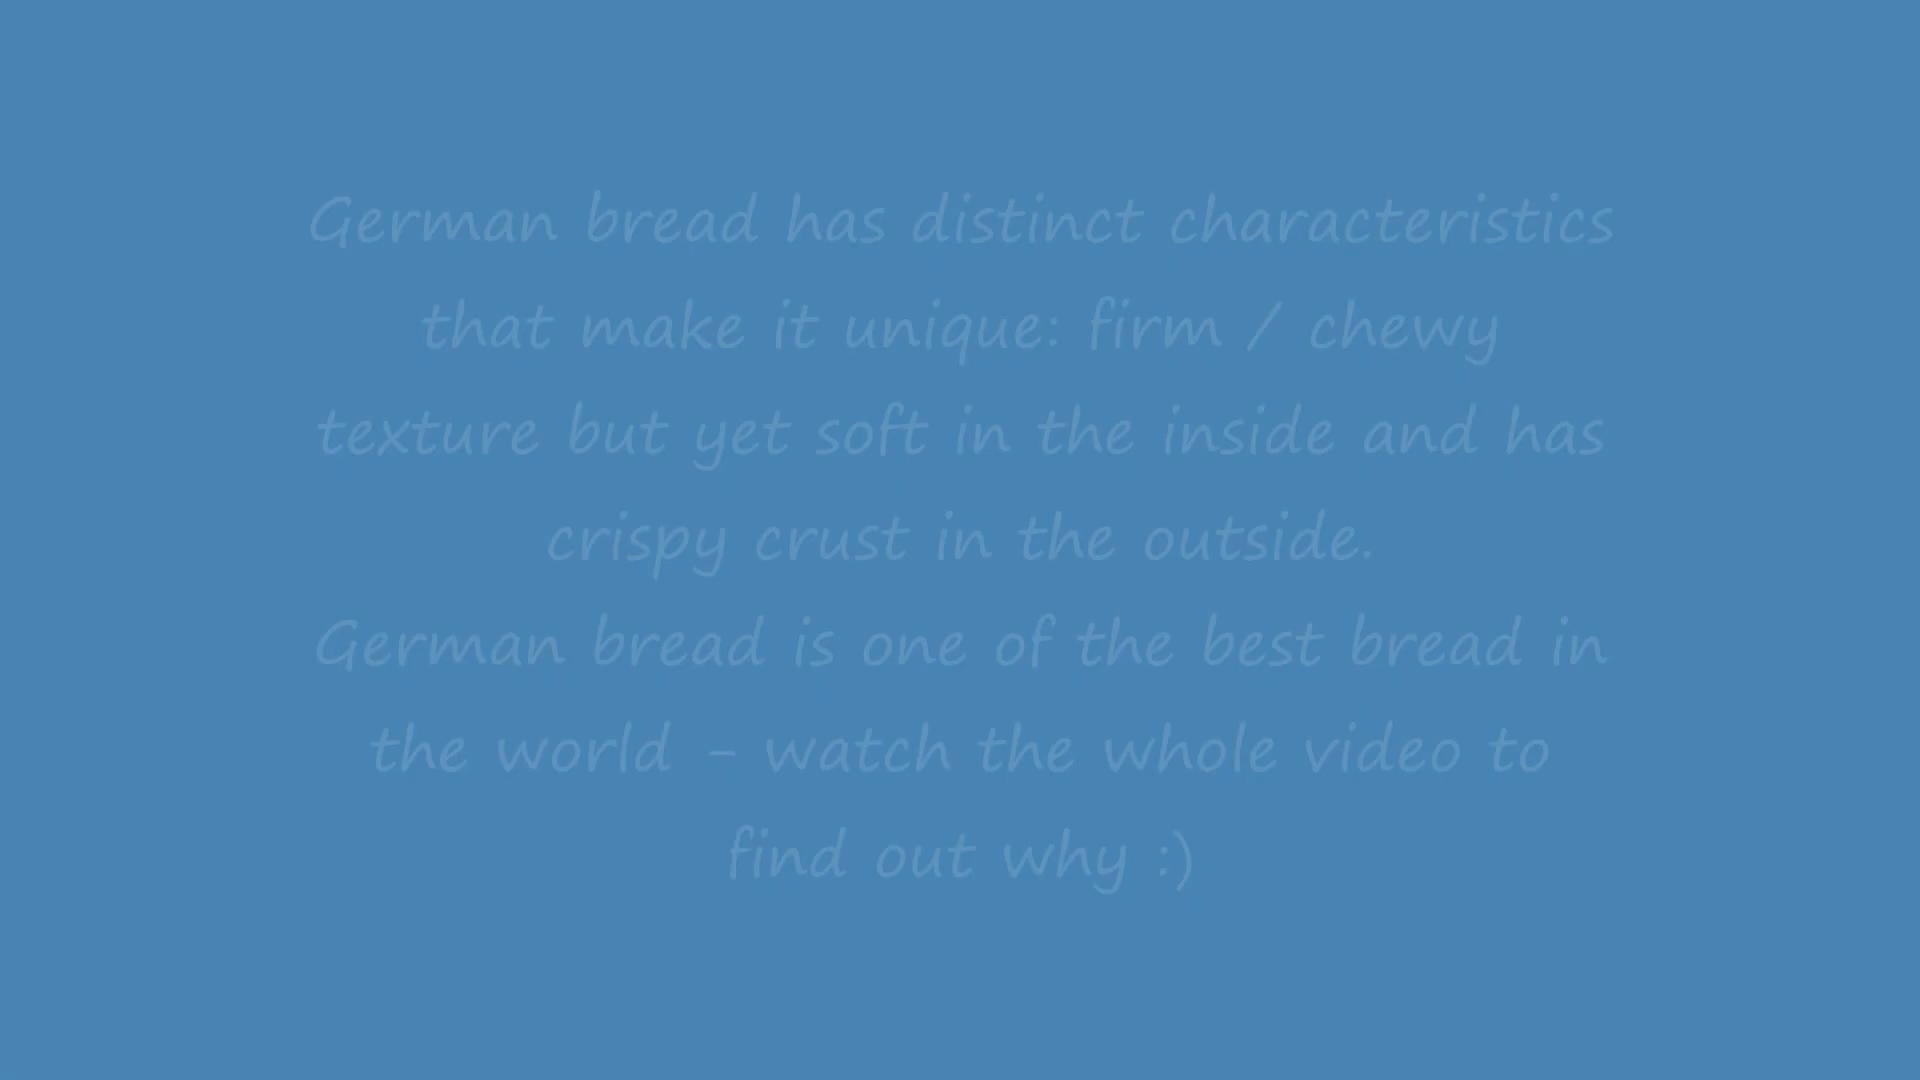 German bread has distinct characteristics
that make it unique: firm / chewy
texture but yet soft in the inside and has
crispy crust in the outside.
German bread is one of the best bread in
the world - watch the whole video to
find out why :)